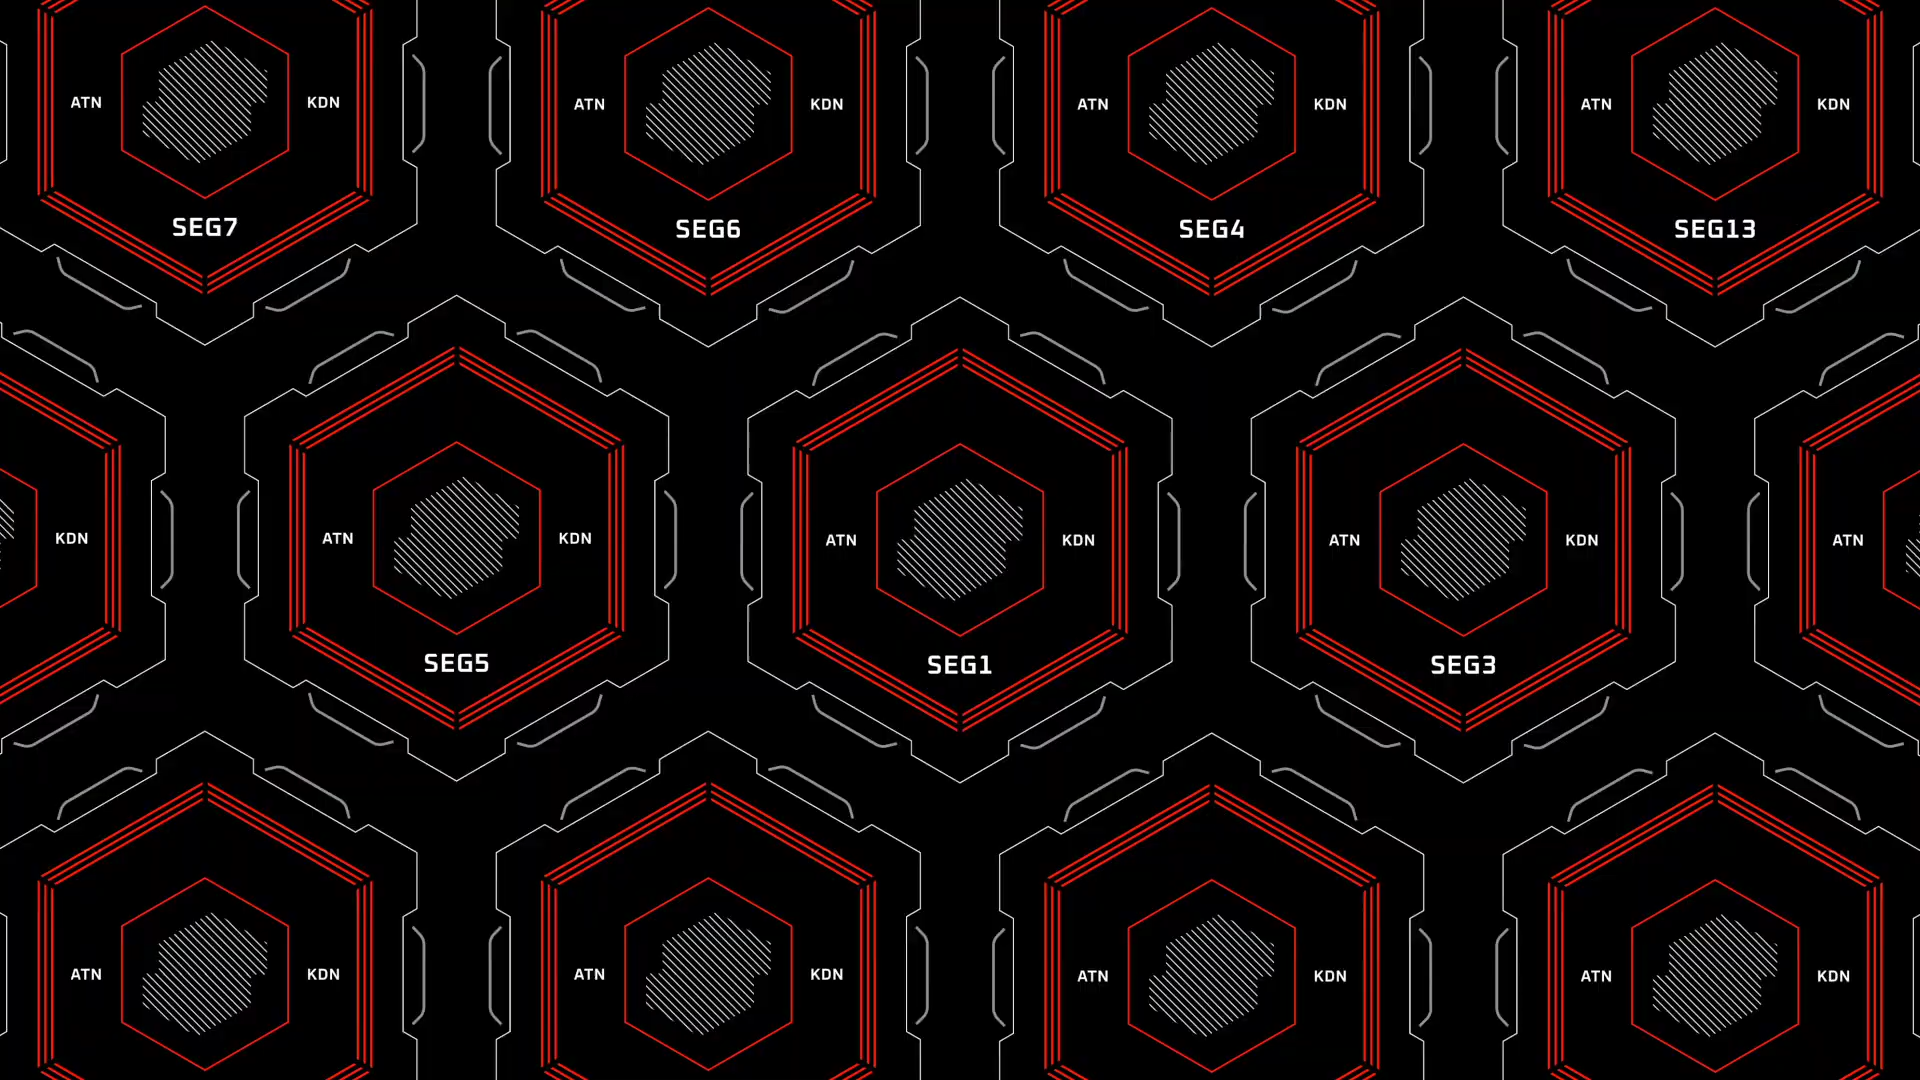 ATN KDN ATN KDN ATN KDN ATN KDN
SEG7 SEG6 SEG4 SEG13
KDN ATN KDN ATN KDN ATN KDN ATN
SEG5 SEG1 SEG3
ATN KDN ATN KDN ATN KDN ATN KDN